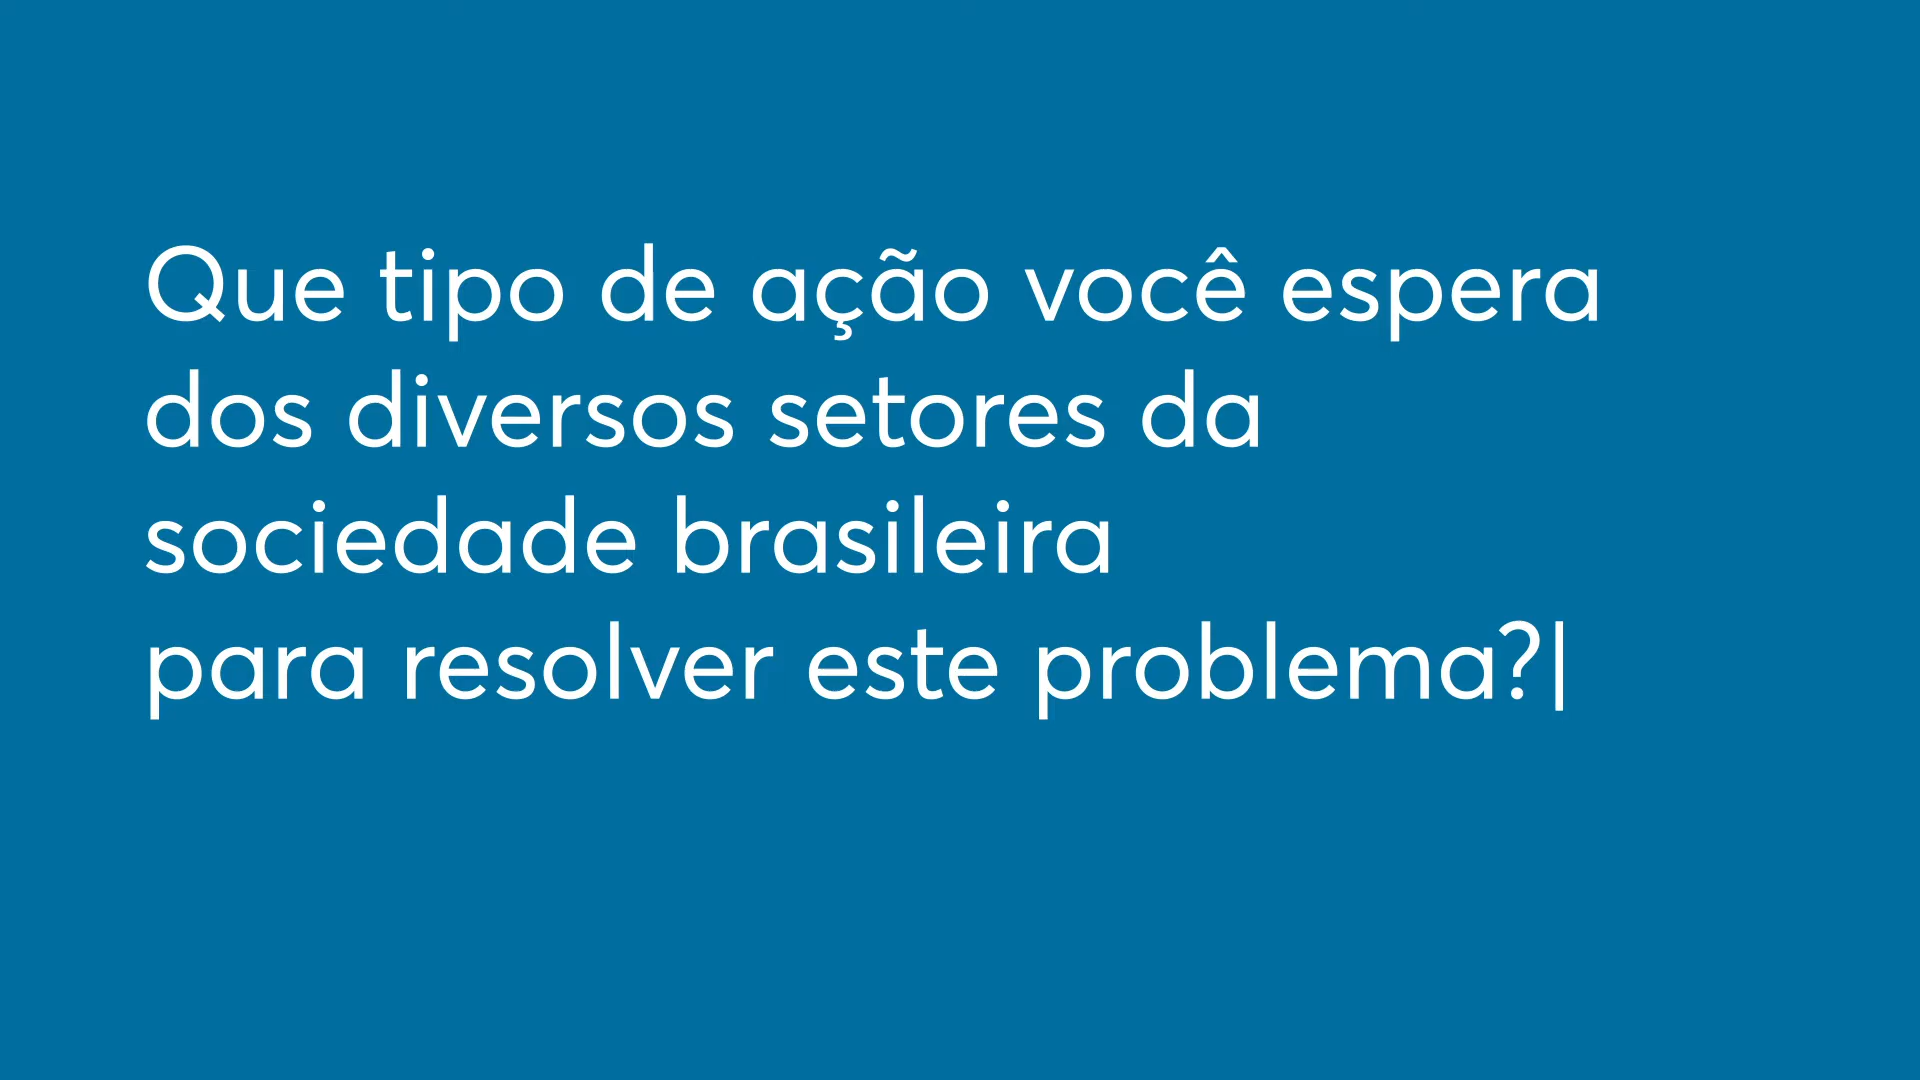 Que tipo de ação você espera
dos diversos setores da
sociedade brasileira
para resolver este problema?|